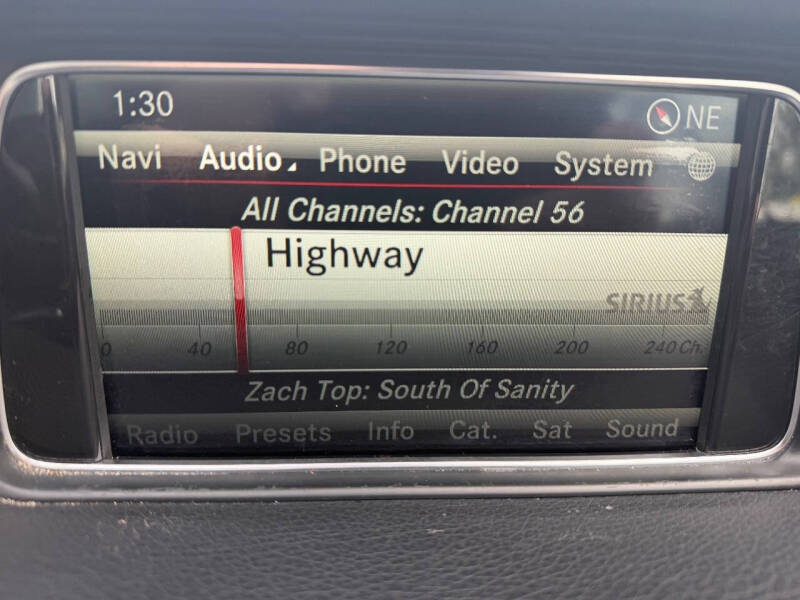 1:30 NE
Navi Audio Phone Video System
All Channels: Channel 56
Highway
SIRIUS
0 40 80 120 160 200 240 Ch.
Zach Top: South Of Sanity
Radio Presets Info Cat. Sat Sound